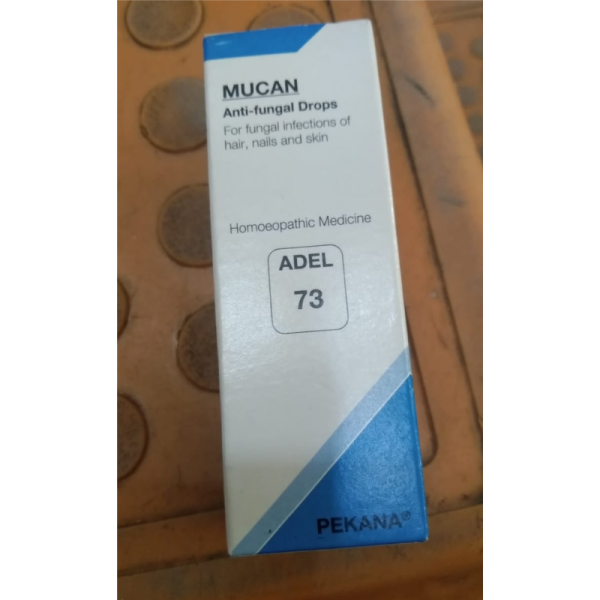 MUCAN
Anti-fungal Drops
For fungal infections of
hair, nails and skin
Homoeopathic Medicine
ADEL
73
PEKANA®